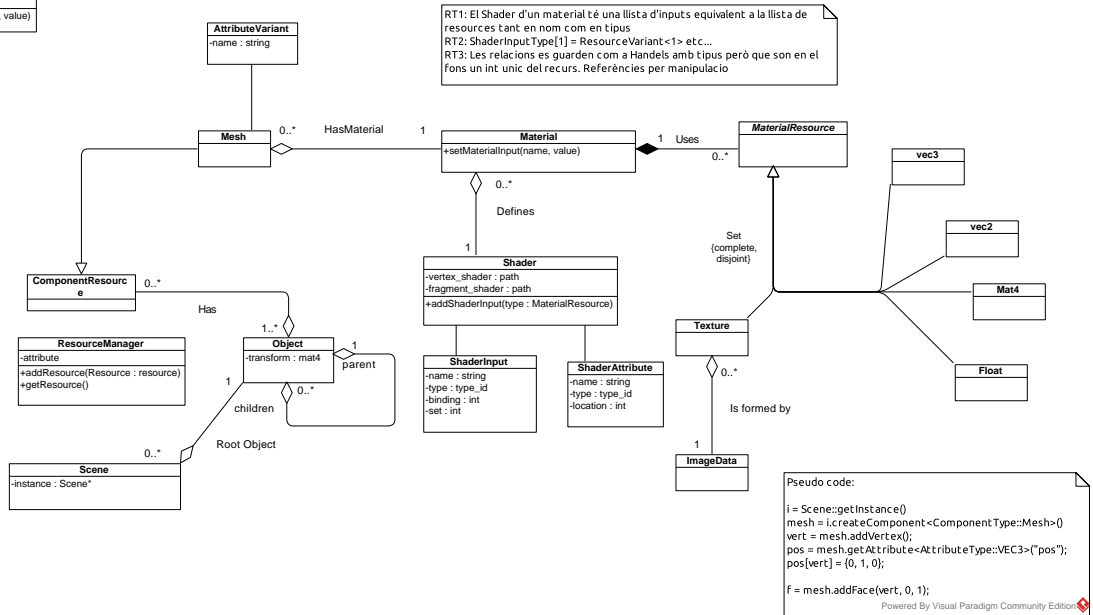 , value)
RT1: El Shader d'un material té una llista d'inputs equivalent a la llista de
resources tant en nom com en tipus
RT2: ShaderInputType[1] = ResourceVariant<1> etc...
RT3: Les relacions es guarden com a Handels amb tipus però que son en el
fons un int unic del recurs. Referències per manipulacio
AttributeVariant
-name : string
Mesh
0..*
HasMaterial
1
Material
+setMaterialInput(name, value)
1
Uses
0..*
MaterialResource
vec3
vec2
Mat4
Float
Set
{complete,
disjoint}
0..*
Defines
1
Shader
-vertex_shader : path
-fragment_shader : path
+addShaderInput(type : MaterialResource)
ShaderInput
-name : string
-type : type_id
-binding : int
-set : int
ShaderAttribute
-name : string
-type : type_id
-location : int
Texture
0..*
Is formed by
1
ImageData
ComponentResourc
e
0..*
Has
1..*
ResourceManager
-attribute
+addResource(Resource : resource)
+getResource()
Object
-transform : mat4
1
parent
1
children
0..*
Root Object
0..*
Scene
-instance : Scene*
Pseudo code:
i = Scene::getInstance()
mesh = i.createComponent<ComponentType::Mesh>()
vert = mesh.addVertex();
pos = mesh.getAttribute<AttributeType::VEC3>("pos");
pos[vert] = {0, 1, 0};
f = mesh.addFace(vert, 0, 1);
Powered By Visual Paradigm Community Edition